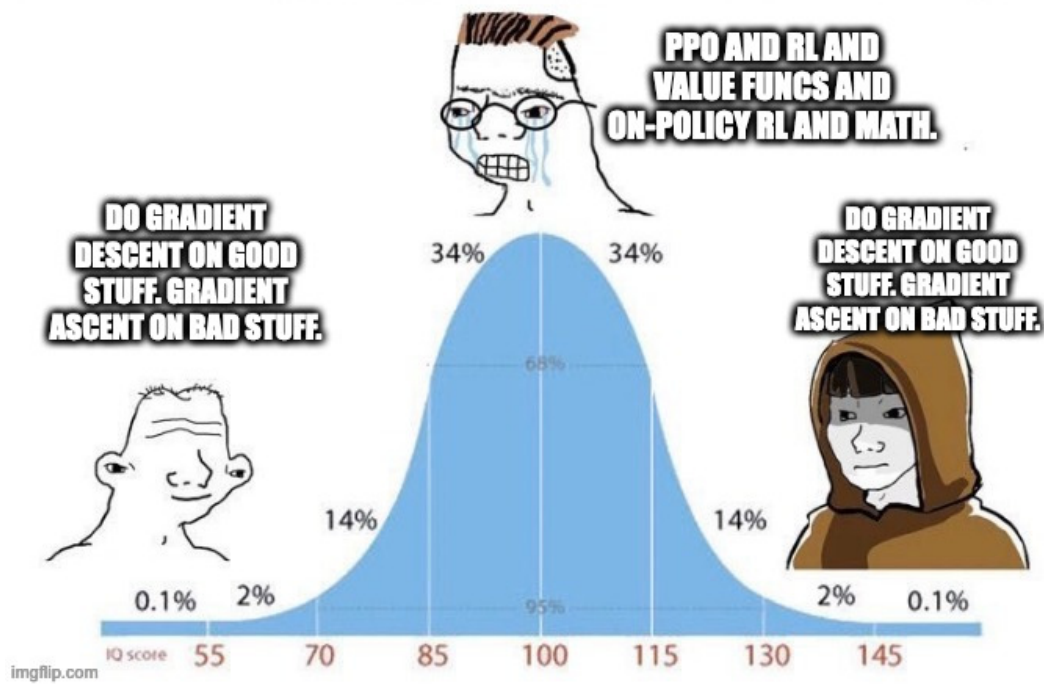 PPO AND RL AND
VALUE FUNCS AND
ON-POLICY RL AND MATH.
DO GRADIENT
DESCENT ON GOOD
STUFF. GRADIENT
ASCENT ON BAD STUFF.
DO GRADIENT
DESCENT ON GOOD
STUFF. GRADIENT
ASCENT ON BAD STUFF.
34% 34%
68%
14% 14%
0.1% 2% 95% 2% 0.1%
IQ score 55 70 85 100 115 130 145
imgflip.com